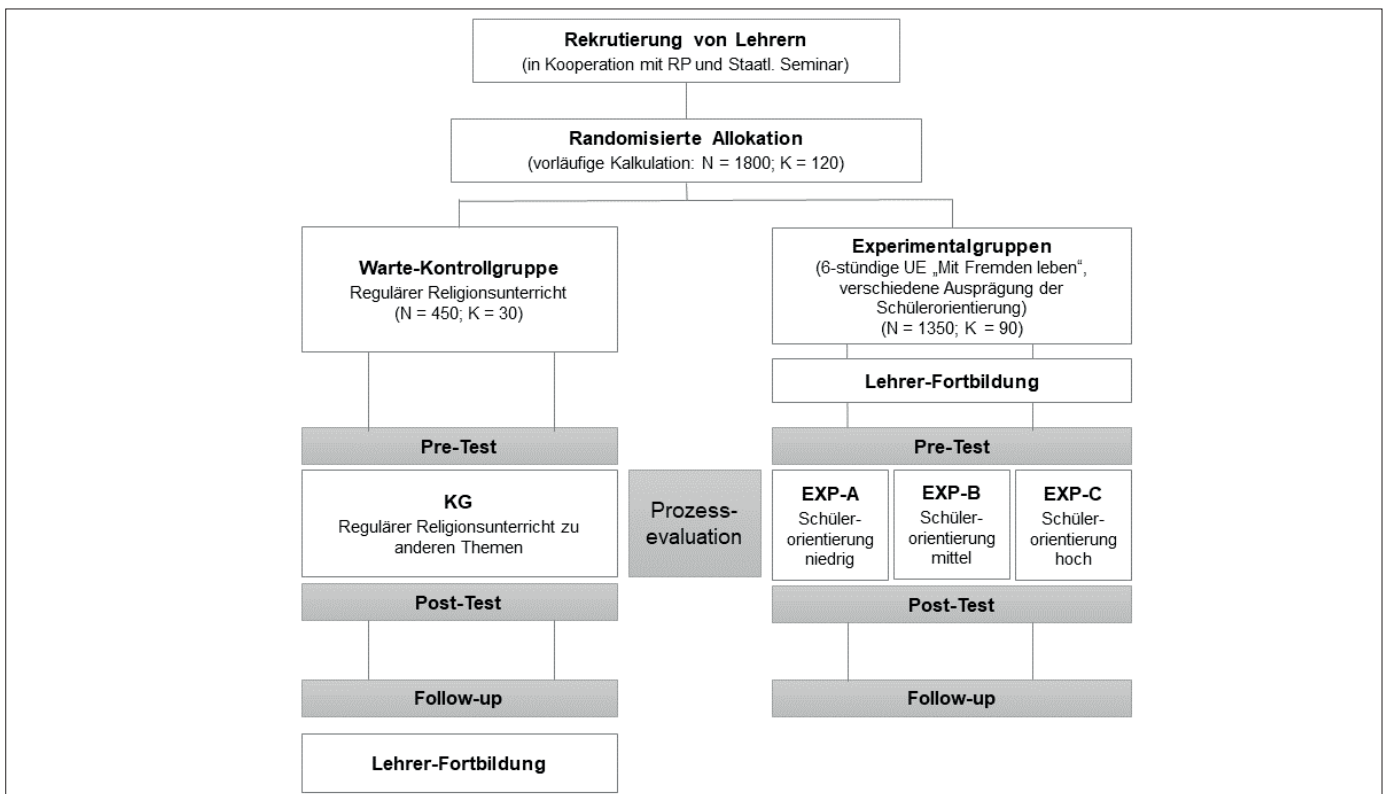 Rekrutierung von Lehrern
(in Kooperation mit RP und Staatl. Seminar)
Randomisierte Allokation
(vorläufige Kalkulation: N = 1800; K = 120)
Warte-Kontrollgruppe
Regulärer Religionsunterricht
(N = 450; K = 30)
Experimentalgruppen
(6-stündige UE „Mit Fremden leben“,
verschiedene Ausprägung der
Schülerorientierung)
(N = 1350; K = 90)
Lehrer-Fortbildung
Pre-Test
Pre-Test
KG
Regulärer Religionsunterricht zu
anderen Themen
Prozess-
evaluation
EXP-A
Schüler-
orientierung
niedrig
EXP-B
Schüler-
orientierung
mittel
EXP-C
Schüler-
orientierung
hoch
Post-Test
Post-Test
Follow-up
Follow-up
Lehrer-Fortbildung